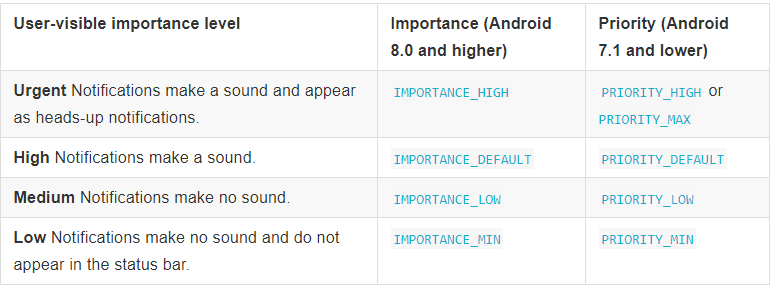 User-visible importance level
Importance (Android
8.0 and higher)
Priority (Android
7.1 and lower)
Urgent Notifications make a sound and appear
as heads-up notifications.
IMPORTANCE_HIGH
PRIORITY_HIGH or
PRIORITY_MAX
High Notifications make a sound.
IMPORTANCE_DEFAULT
PRIORITY_DEFAULT
Medium Notifications make no sound.
IMPORTANCE_LOW
PRIORITY_LOW
Low Notifications make no sound and do not
appear in the status bar.
IMPORTANCE_MIN
PRIORITY_MIN